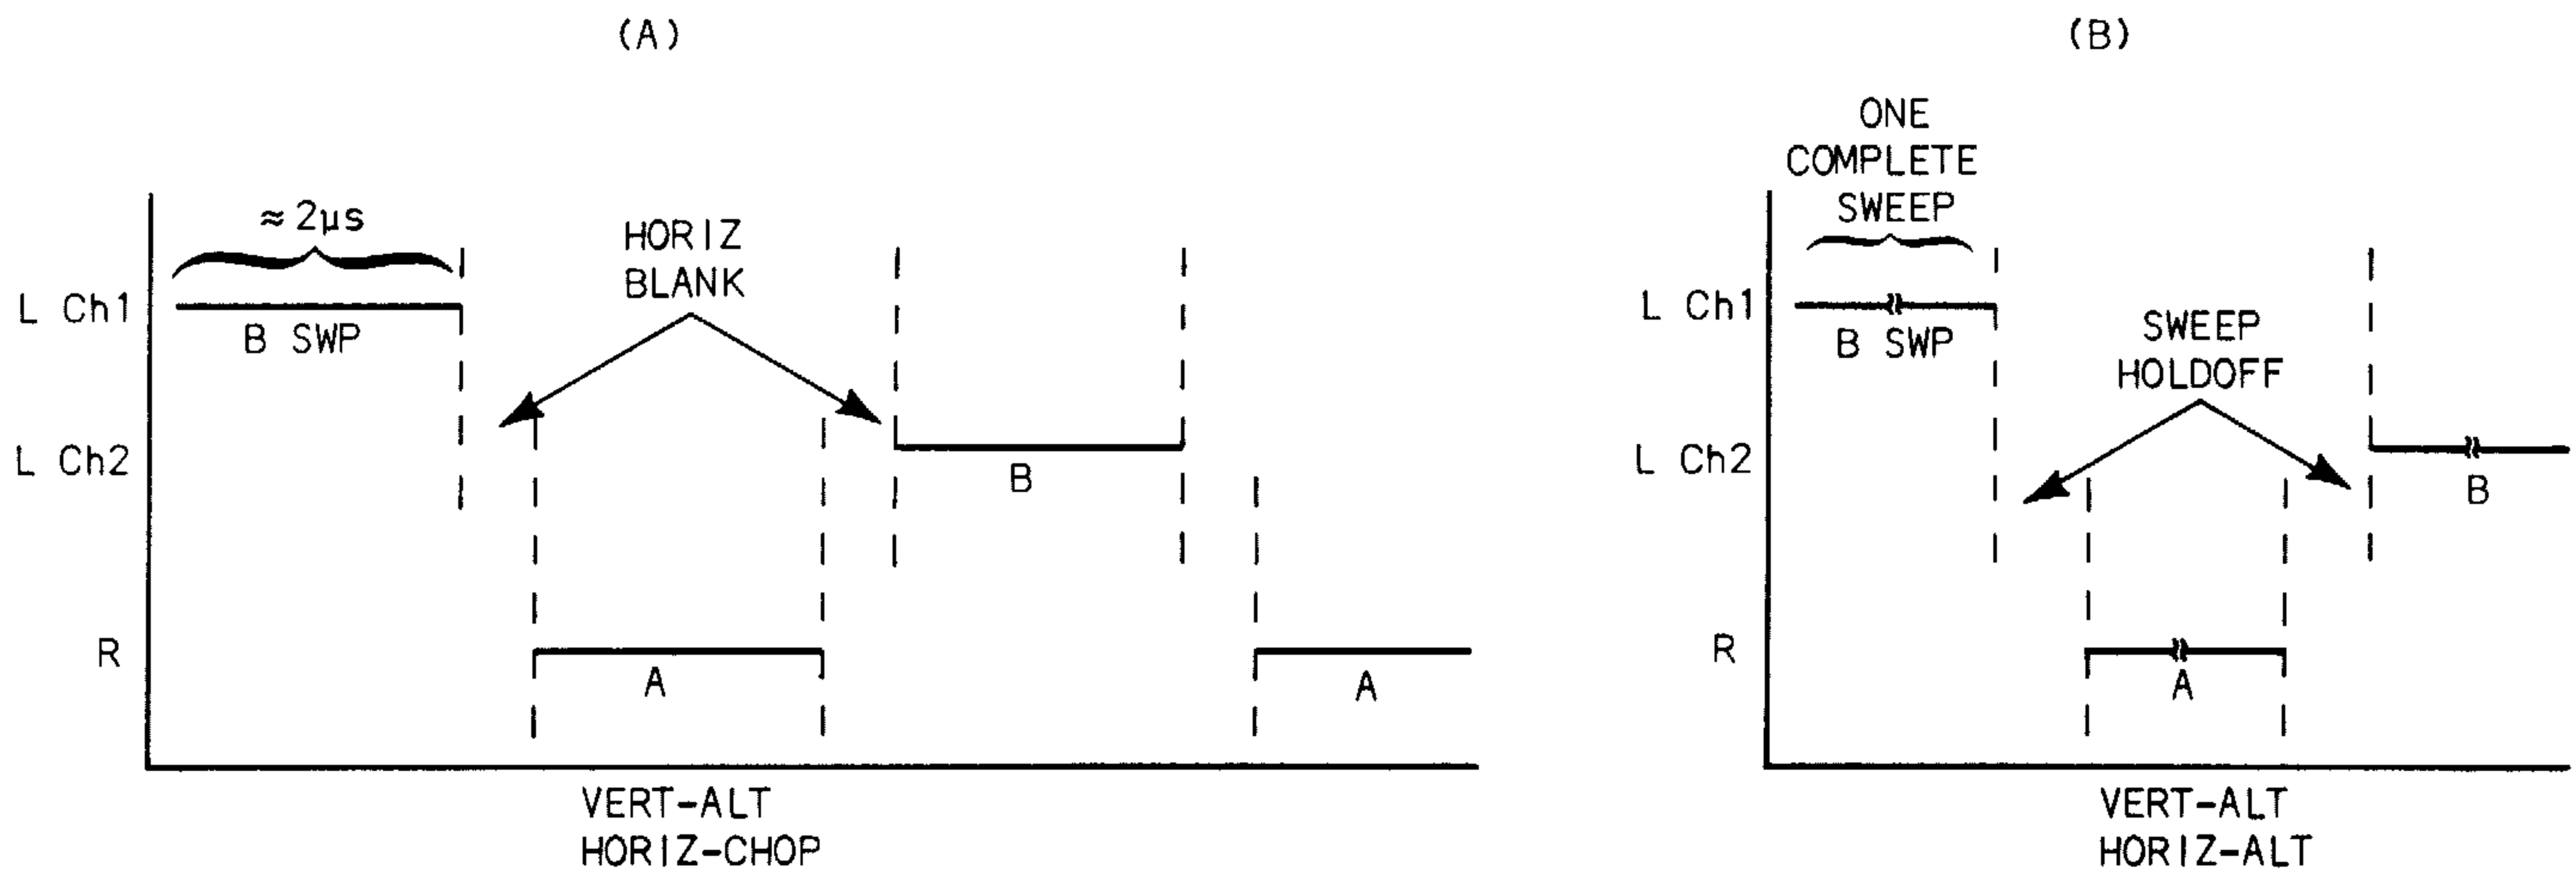 (A)
≈ 2µs
HORIZ
BLANK
L Ch1
B SWP
L Ch2
B
R
A
A
VERT-ALT
HORIZ-CHOP
(B)
ONE
COMPLETE
SWEEP
L Ch1
B SWP
SWEEP
HOLDOFF
L Ch2
B
R
A
VERT-ALT
HORIZ-ALT